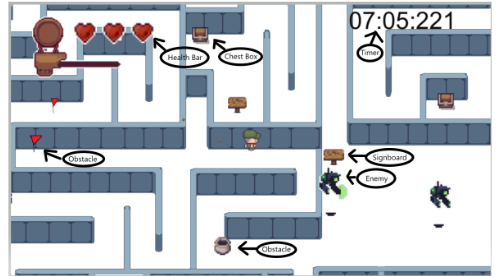 07:05:221
Health Bar
Chest Box
Timer
Obstacle
Signboard
Enemy
Obstacle